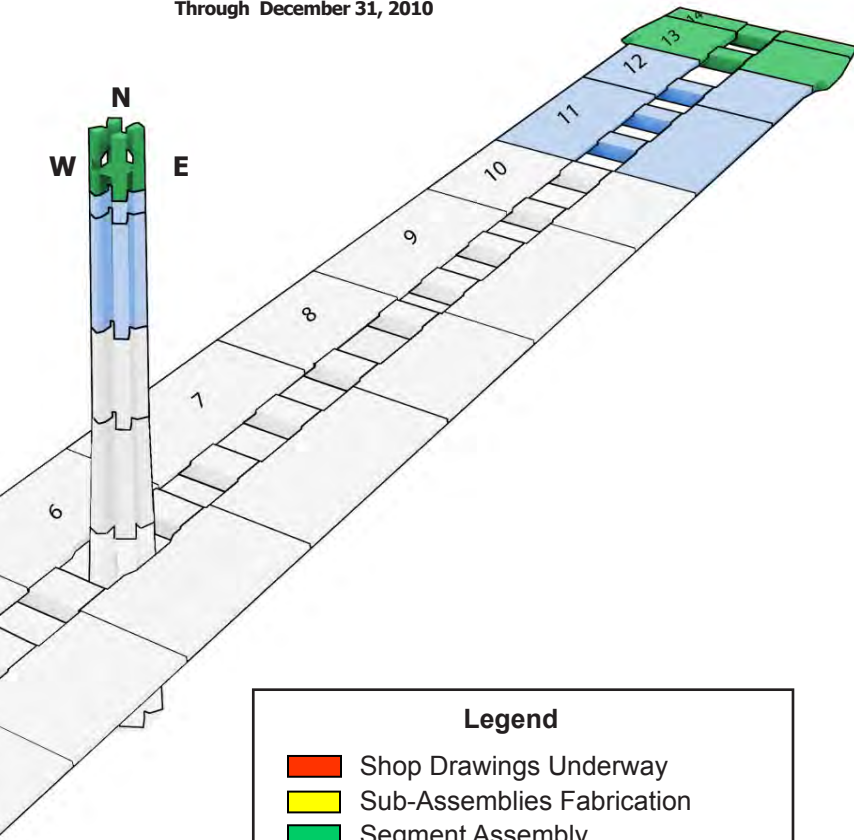 Through December 31, 2010
N
W E
14
13
12
11
10
9
8
7
6
Legend
Shop Drawings Underway
Sub-Assemblies Fabrication
Segment Assembly